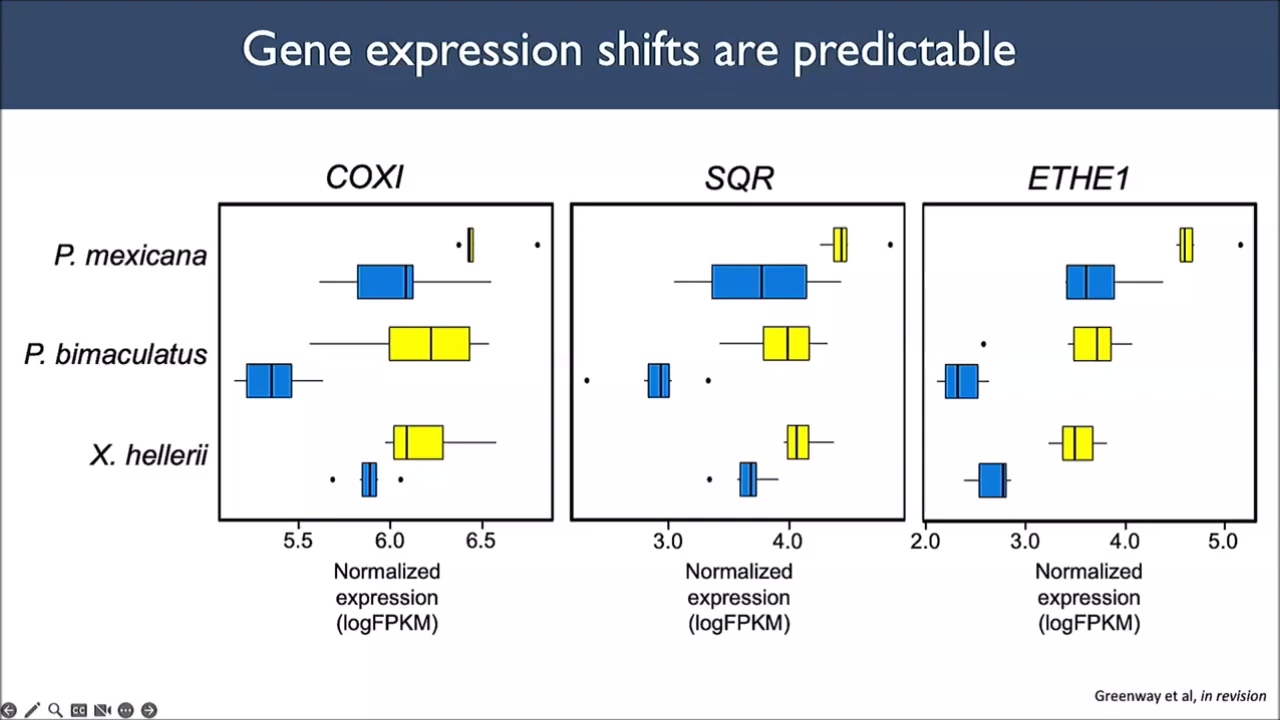 Gene expression shifts are predictable
COXI
SQR
ETHE1
P. mexicana
P. bimaculatus
X. hellerii
5.5 6.0 6.5
3.0 4.0
2.0 3.0 4.0 5.0
Normalized
expression
(logFPKM)
Normalized
expression
(logFPKM)
Normalized
expression
(logFPKM)
Greenway et al, in revision
CC